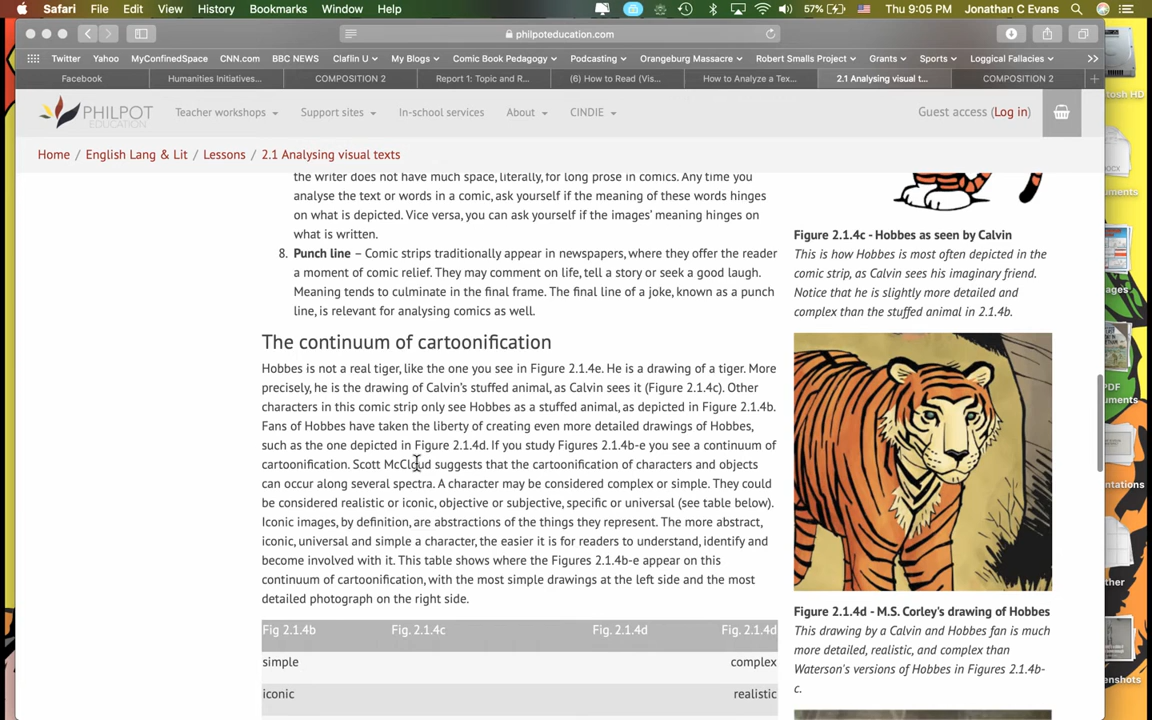 Safari File Edit View History Bookmarks Window Help 57% Thu 9:05 PM Jonathan C Evans
philpoteducation.com
Twitter Yahoo MyConfinedSpace CNN.com BBC NEWS Claflin U My Blogs Comic Book Pedagogy Podcasting Orangeburg Massacre Robert Smalls Project Grants Sports Loggical Fallacies
Facebook Humanities Initiatives... COMPOSITION 2 Report 1: Topic and R... (6) How to Read (Vis... How to Analyze a Tex... 2.1 Analysing visual t... COMPOSITION 2
PHILPOT
EDUCATION
Teacher workshops Support sites In-school services About CINDIE Guest access (Log in)
Home / English Lang & Lit / Lessons / 2.1 Analysing visual texts
the writer does not have much space, literally, for long prose in comics. Any time you
analyse the text or words in a comic, ask yourself if the meaning of these words hinges
on what is depicted. Vice versa, you can ask yourself if the images' meaning hinges on
what is written.
8. Punch line – Comic strips traditionally appear in newspapers, where they offer the reader
a moment of comic relief. They may comment on life, tell a story or seek a good laugh.
Meaning tends to culminate in the final frame. The final line of a joke, known as a punch
line, is relevant for analysing comics as well.
The continuum of cartoonification
Hobbes is not a real tiger, like the one you see in Figure 2.1.4e. He is a drawing of a tiger. More
precisely, he is the drawing of Calvin's stuffed animal, as Calvin sees it (Figure 2.1.4c). Other
characters in this comic strip only see Hobbes as a stuffed animal, as depicted in Figure 2.1.4b.
Fans of Hobbes have taken the liberty of creating even more detailed drawings of Hobbes,
such as the one depicted in Figure 2.1.4d. If you study Figures 2.1.4b-e you see a continuum of
cartoonification. Scott McCloud suggests that the cartoonification of characters and objects
can occur along several spectra. A character may be considered complex or simple. They could
be considered realistic or iconic, objective or subjective, specific or universal (see table below).
Iconic images, by definition, are abstractions of the things they represent. The more abstract,
iconic, universal and simple a character, the easier it is for readers to understand, identify and
become involved with it. This table shows where the Figures 2.1.4b-e appear on this
continuum of cartoonification, with the most simple drawings at the left side and the most
detailed photograph on the right side.
Fig 2.1.4b Fig. 2.1.4c Fig. 2.1.4d Fig. 2.1.4d
simple complex
iconic realistic
Figure 2.1.4c - Hobbes as seen by Calvin
This is how Hobbes is most often depicted in the
comic strip, as Calvin sees his imaginary friend.
Notice that he is slightly more detailed and
complex than the stuffed animal in 2.1.4b.
Figure 2.1.4d - M.S. Corley's drawing of Hobbes
This drawing by a Calvin and Hobbes fan is much
more detailed, realistic, and complex than
Waterson's versions of Hobbes in Figures 2.1.4b-
c.